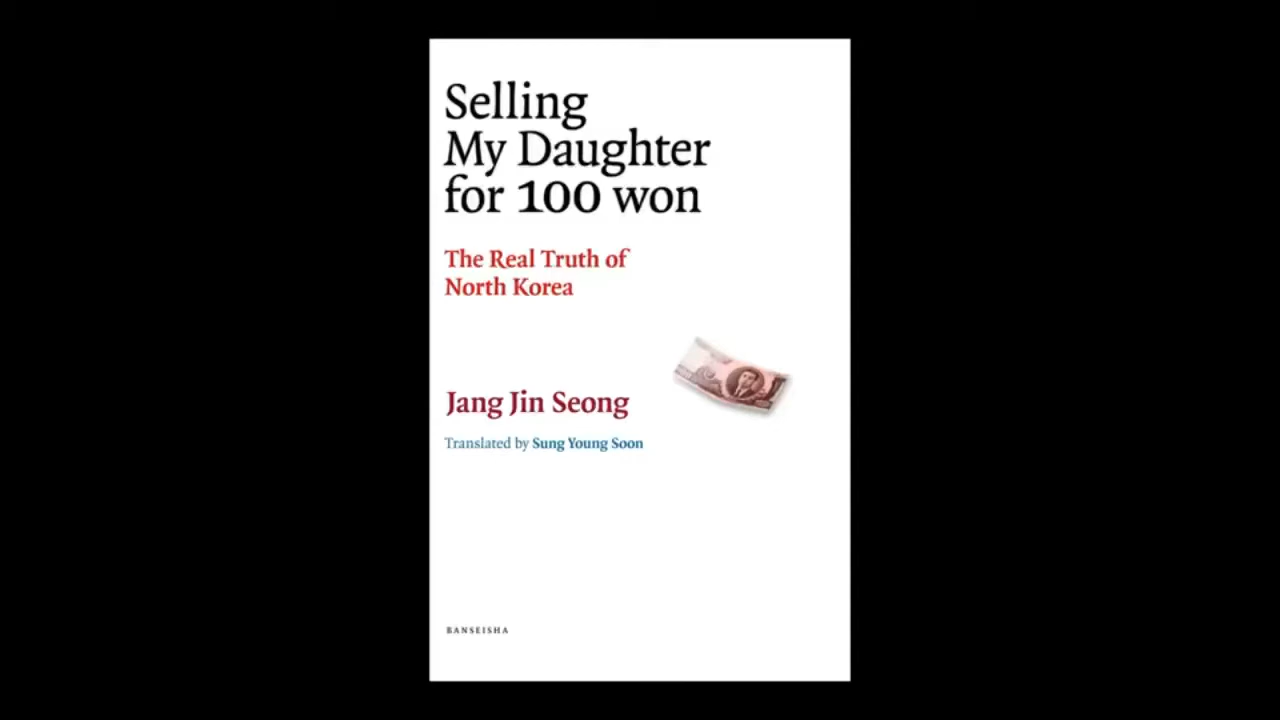 Selling
My Daughter
for 100 won
The Real Truth of
North Korea
Jang Jin Seong
Translated by Sung Young Soon
BANSEISHA